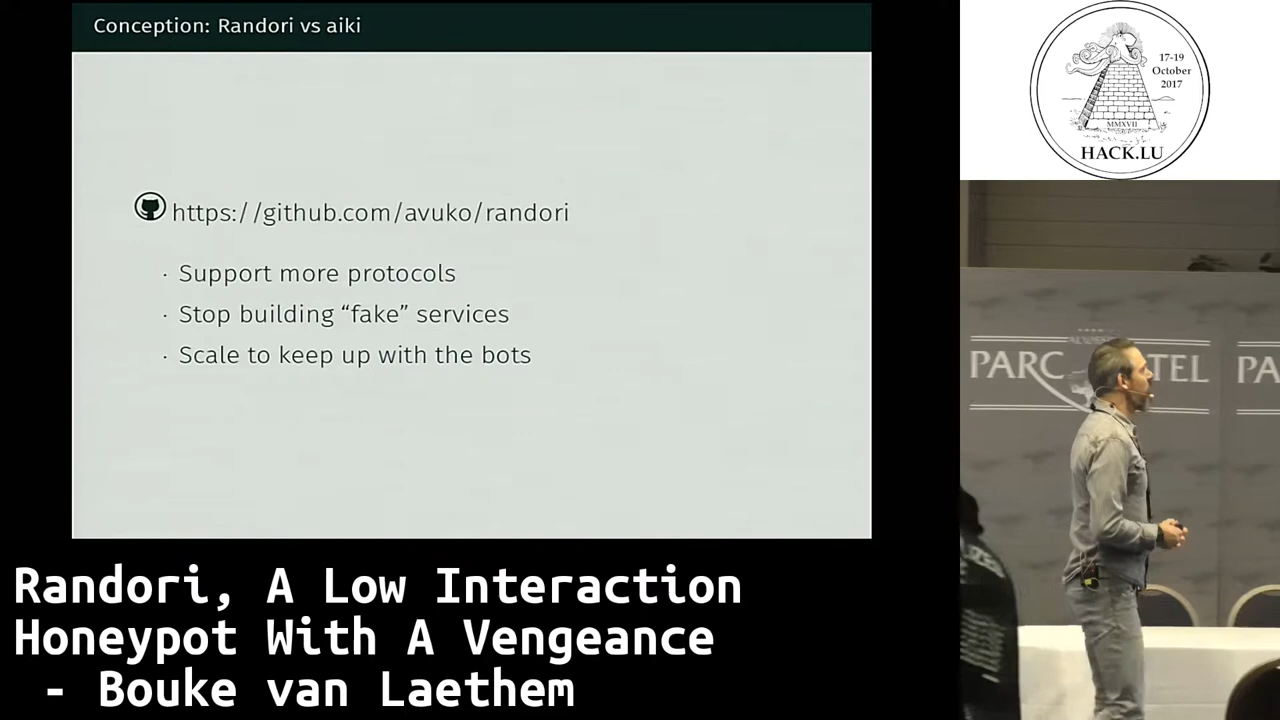 Conception: Randori vs aiki
https://github.com/avuko/randori
· Support more protocols
· Stop building “fake” services
· Scale to keep up with the bots
17-19
October
2017
MMXVII
HACK.LU
PARC
TEL
PA
Randori, A Low Interaction
Honeypot With A Vengeance
- Bouke van Laethem